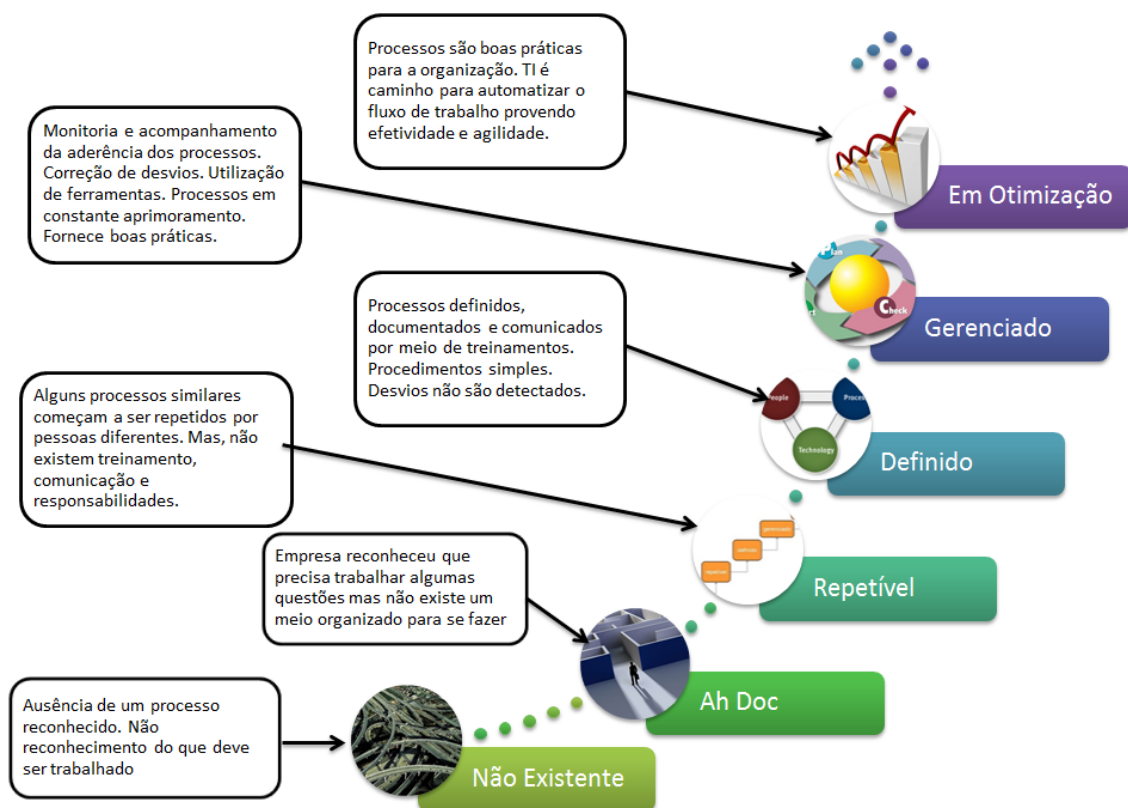 Processos são boas práticas
para a organização. TI é
caminho para automatizar o
fluxo de trabalho provendo
efetividade e agilidade.
Em Otimização
Monitoria e acompanhamento
da aderência dos processos.
Correção de desvios. Utilização
de ferramentas. Processos em
constante aprimoramento.
Fornece boas práticas.
Plan
Check
Gerenciado
Processos definidos,
documentados e comunicados
por meio de treinamentos.
Procedimentos simples.
Desvios não são detectados.
People
Proces
Technology
Definido
Alguns processos similares
começam a ser repetidos por
pessoas diferentes. Mas, não
existem treinamento,
comunicação e
responsabilidades.
gerenciado
definido
repetível
Repetível
Empresa reconheceu que
precisa trabalhar algumas
questões mas não existe um
meio organizado para se fazer
Ah Doc
Ausência de um processo
reconhecido. Não
reconhecimento do que deve
ser trabalhado
Não Existente